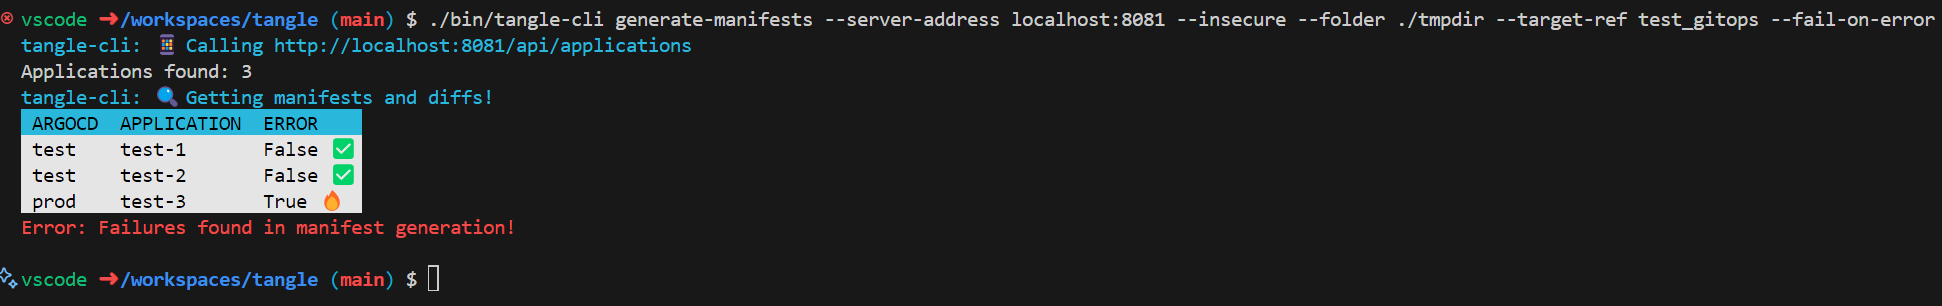 vscode ➜ /workspaces/tangle (main) $ ./bin/tangle-cli generate-manifests --server-address localhost:8081 --insecure --folder ./tmpdir --target-ref test_gitops --fail-on-error
tangle-cli: Calling http://localhost:8081/api/applications
Applications found: 3
tangle-cli: 🔍 Getting manifests and diffs!
ARGOCD APPLICATION ERROR
test test-1 False ✅
test test-2 False ✅
prod test-3 True 🔥
Error: Failures found in manifest generation!
vscode ➜ /workspaces/tangle (main) $